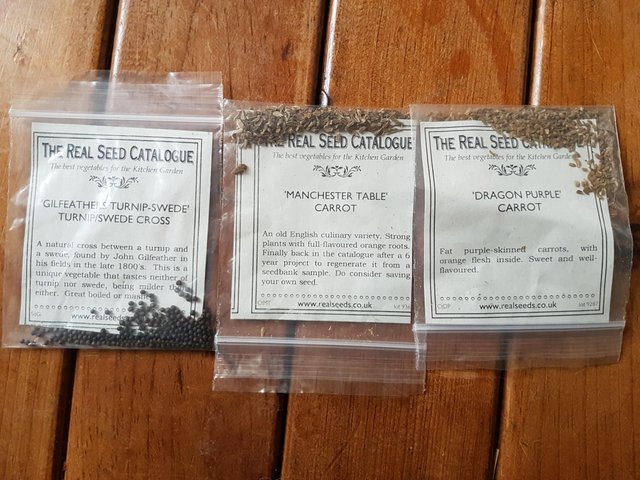 THE REAL SEED CATALOGUE
The best vegetables for the Kitchen Garden
'GILFEATHERS TURNIP-SWEDE'
TURNIP/SWEDE CROSS
A natural cross between a turnip and
a swede, found by John Gilfeather in
his fields in the late 1800's. This is a
unique vegetable that tastes neither of
turnip nor swede, being milder than
either. Great boiled or mashed
www.realseeds
THE REAL SEED CATALOGUE
The best vegetables for the Kitchen Garden
'MANCHESTER TABLE'
CARROT
An old English culinary variety. Strong
plants with full-flavoured orange roots.
Finally back in the catalogue after a 6
year project to regenerate it from a
seedbank sample. Do consider saving
your own seed.
www.realseeds.co.uk
THE REAL SEED CATALOGUE
The best vegetables for the Kitchen Garden
'DRAGON PURPLE'
CARROT
Fat purple-skinned carrots, with
orange flesh inside. Sweet and well-
flavoured.
www.realseeds.co.uk
lot 9287